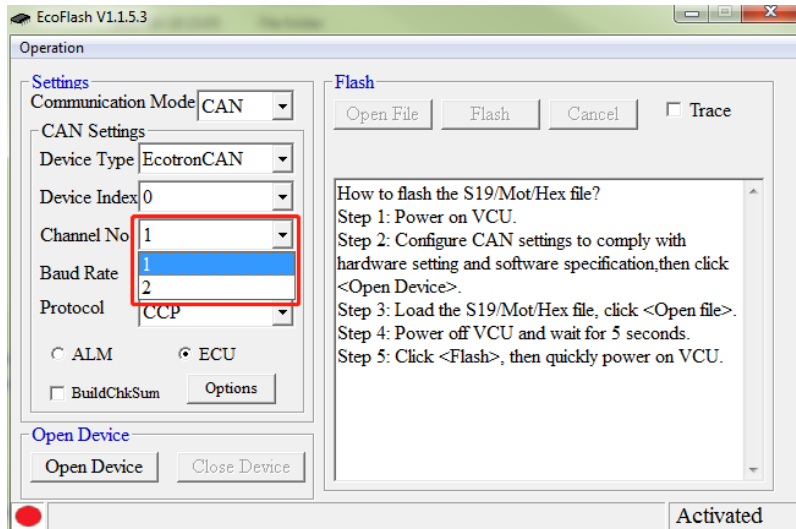 EcoFlash V1.1.5.3
Operation
Settings
Communication Mode CAN
CAN Settings
Device Type EcotronCAN
Device Index 0
Channel No 1
1
2
Baud Rate
Protocol CCP
ALM ECU
BuildChkSum Options
Open Device
Open Device Close Device
Flash
Open File Flash Cancel Trace
How to flash the S19/Mot/Hex file?
Step 1: Power on VCU.
Step 2: Configure CAN settings to comply with
hardware setting and software specification,then click
<Open Device>.
Step 3: Load the S19/Mot/Hex file, click <Open file>.
Step 4: Power off VCU and wait for 5 seconds.
Step 5: Click <Flash>, then quickly power on VCU.
Activated